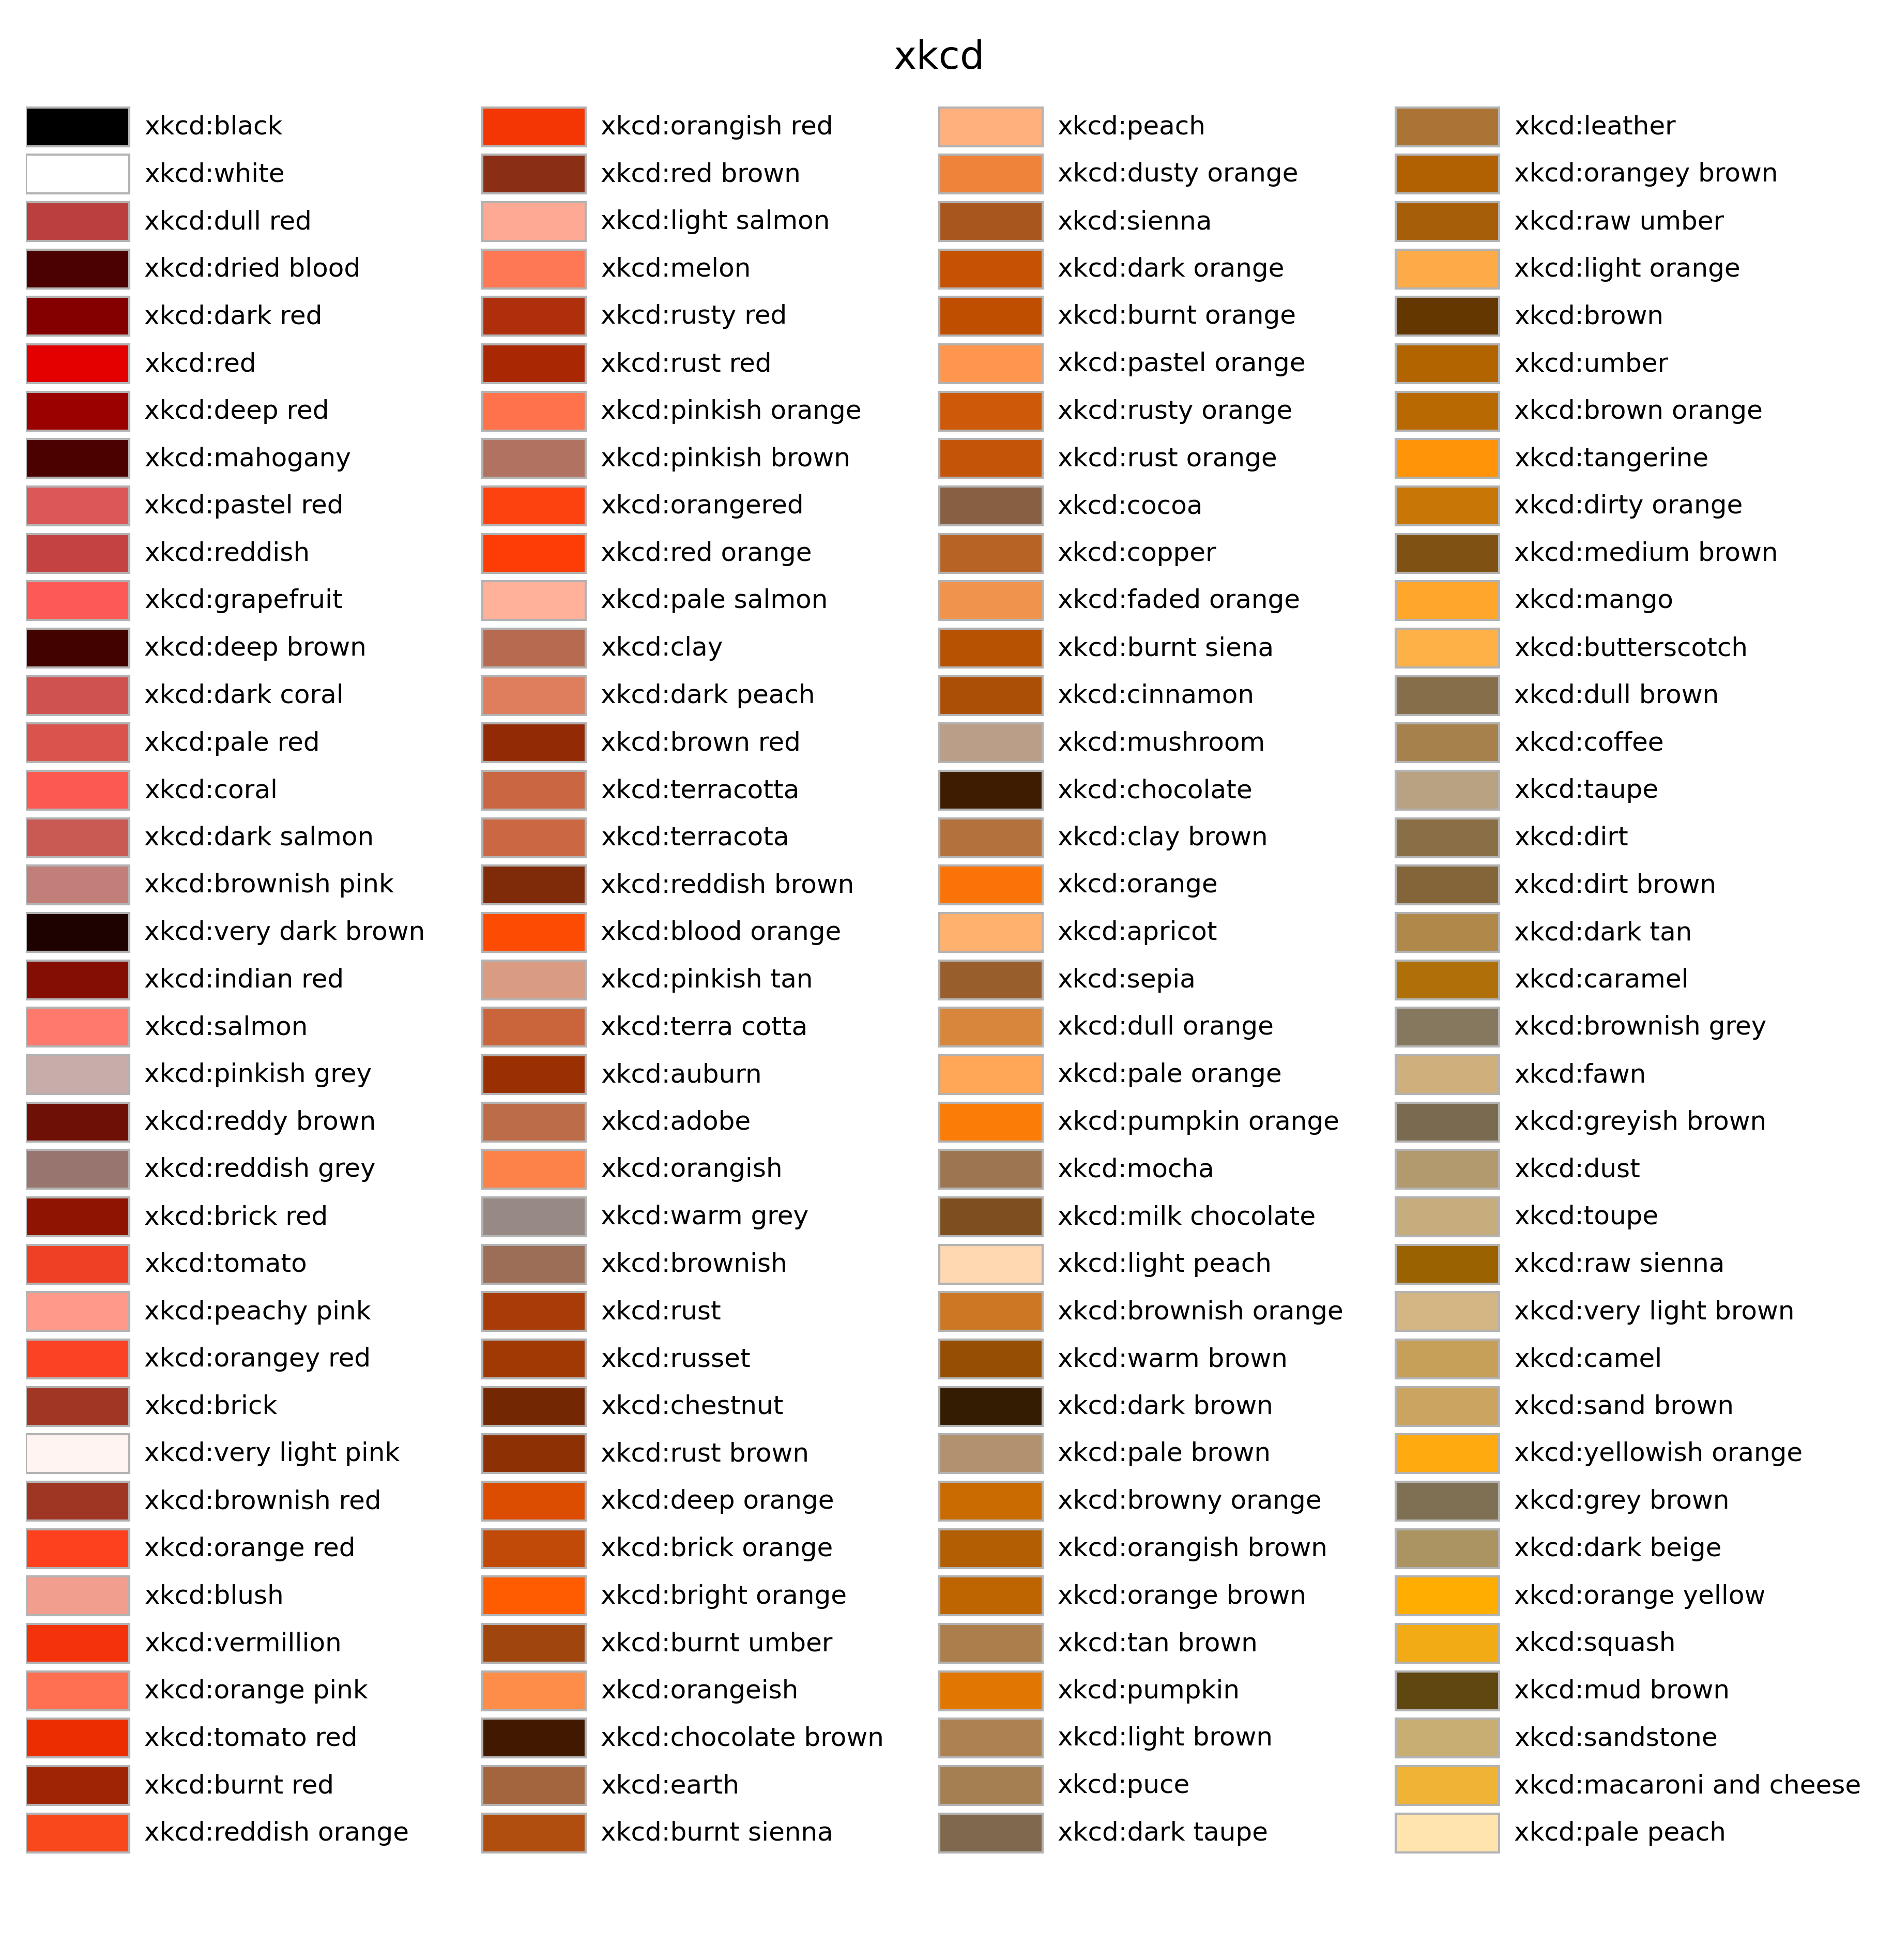 xkcd
xkcd:black
xkcd:white
xkcd:dull red
xkcd:dried blood
xkcd:dark red
xkcd:red
xkcd:deep red
xkcd:mahogany
xkcd:pastel red
xkcd:reddish
xkcd:grapefruit
xkcd:deep brown
xkcd:dark coral
xkcd:pale red
xkcd:coral
xkcd:dark salmon
xkcd:brownish pink
xkcd:very dark brown
xkcd:indian red
xkcd:salmon
xkcd:pinkish grey
xkcd:reddy brown
xkcd:reddish grey
xkcd:brick red
xkcd:tomato
xkcd:peachy pink
xkcd:orangey red
xkcd:brick
xkcd:very light pink
xkcd:brownish red
xkcd:orange red
xkcd:blush
xkcd:vermillion
xkcd:orange pink
xkcd:tomato red
xkcd:burnt red
xkcd:reddish orange
xkcd:orangish red
xkcd:red brown
xkcd:light salmon
xkcd:melon
xkcd:rusty red
xkcd:rust red
xkcd:pinkish orange
xkcd:pinkish brown
xkcd:orangered
xkcd:red orange
xkcd:pale salmon
xkcd:clay
xkcd:dark peach
xkcd:brown red
xkcd:terracotta
xkcd:terracota
xkcd:reddish brown
xkcd:blood orange
xkcd:pinkish tan
xkcd:terra cotta
xkcd:auburn
xkcd:adobe
xkcd:orangish
xkcd:warm grey
xkcd:brownish
xkcd:rust
xkcd:russet
xkcd:chestnut
xkcd:rust brown
xkcd:deep orange
xkcd:brick orange
xkcd:bright orange
xkcd:burnt umber
xkcd:orangeish
xkcd:chocolate brown
xkcd:earth
xkcd:burnt sienna
xkcd:peach
xkcd:dusty orange
xkcd:sienna
xkcd:dark orange
xkcd:burnt orange
xkcd:pastel orange
xkcd:rusty orange
xkcd:rust orange
xkcd:cocoa
xkcd:copper
xkcd:faded orange
xkcd:burnt siena
xkcd:cinnamon
xkcd:mushroom
xkcd:chocolate
xkcd:clay brown
xkcd:orange
xkcd:apricot
xkcd:sepia
xkcd:dull orange
xkcd:pale orange
xkcd:pumpkin orange
xkcd:mocha
xkcd:milk chocolate
xkcd:light peach
xkcd:brownish orange
xkcd:warm brown
xkcd:dark brown
xkcd:pale brown
xkcd:browny orange
xkcd:orangish brown
xkcd:orange brown
xkcd:tan brown
xkcd:pumpkin
xkcd:light brown
xkcd:puce
xkcd:dark taupe
xkcd:leather
xkcd:orangey brown
xkcd:raw umber
xkcd:light orange
xkcd:brown
xkcd:umber
xkcd:brown orange
xkcd:tangerine
xkcd:dirty orange
xkcd:medium brown
xkcd:mango
xkcd:butterscotch
xkcd:dull brown
xkcd:coffee
xkcd:taupe
xkcd:dirt
xkcd:dirt brown
xkcd:dark tan
xkcd:caramel
xkcd:brownish grey
xkcd:fawn
xkcd:greyish brown
xkcd:dust
xkcd:toupe
xkcd:raw sienna
xkcd:very light brown
xkcd:camel
xkcd:sand brown
xkcd:yellowish orange
xkcd:grey brown
xkcd:dark beige
xkcd:orange yellow
xkcd:squash
xkcd:mud brown
xkcd:sandstone
xkcd:macaroni and cheese
xkcd:pale peach